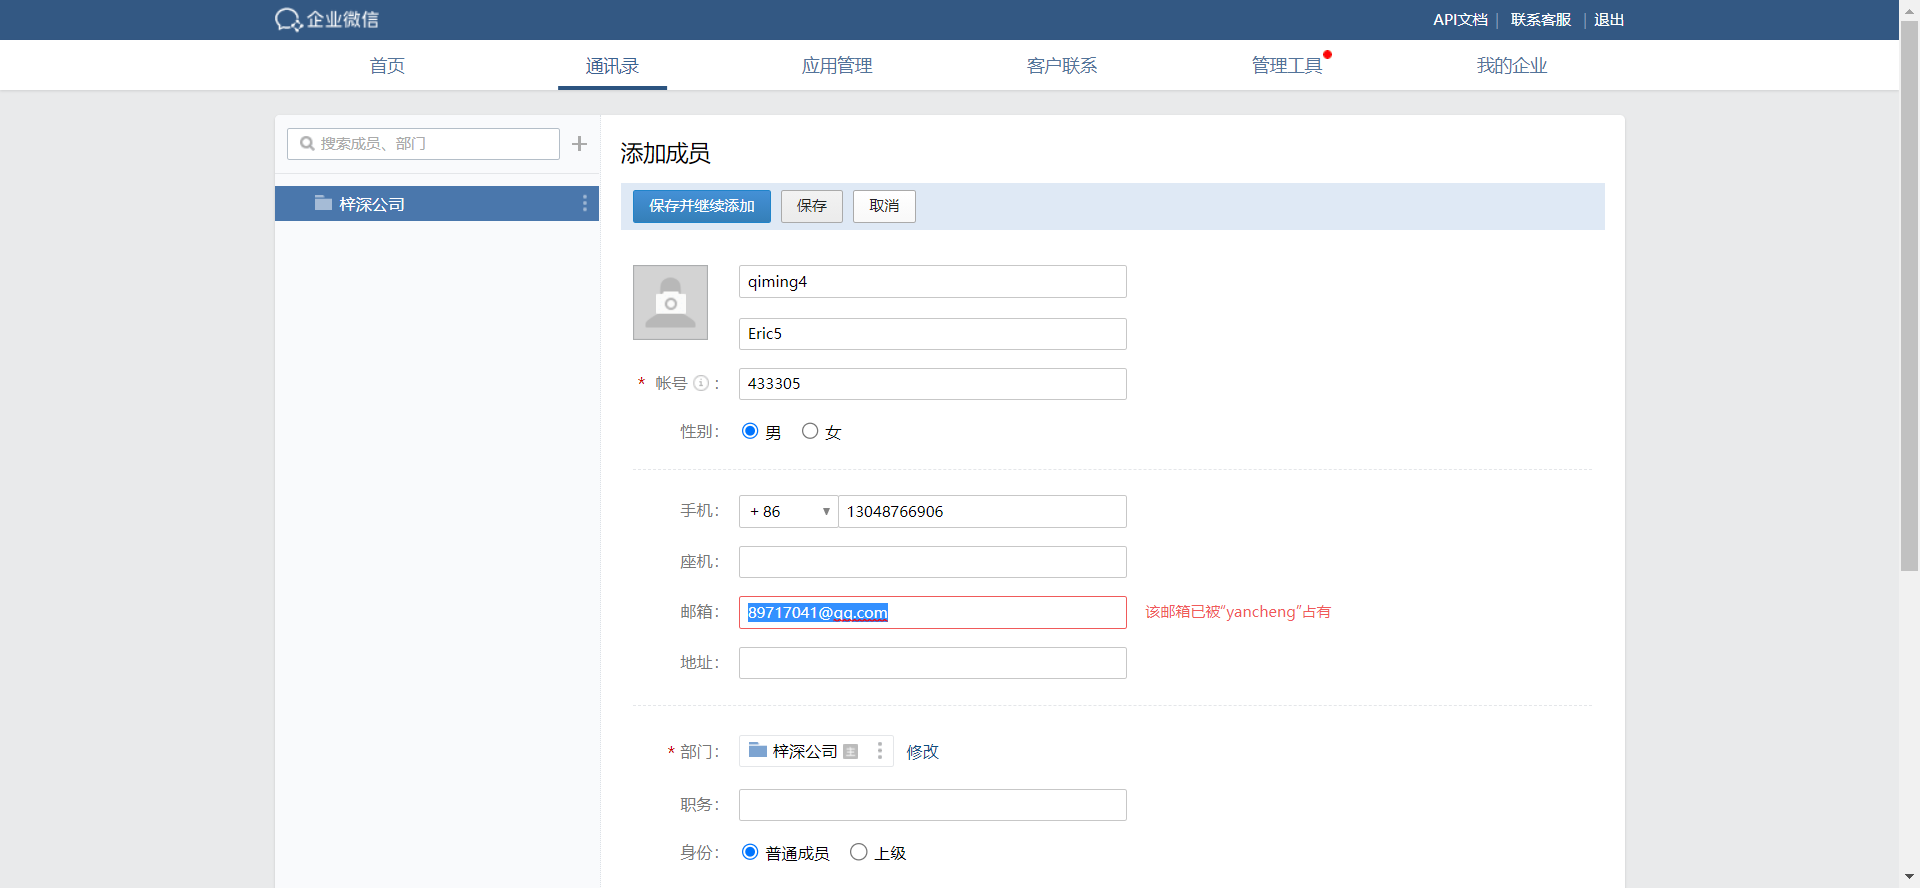 企业微信
API文档 | 联系客服 | 退出
首页 通讯录 应用管理 客户联系 管理工具 我的企业
搜索成员、部门
梓深公司
添加成员
保存并继续添加 保存 取消
qiming4
Eric5
* 帐号 : 433305
性别: 男 女
手机: + 86 13048766906
座机:
邮箱: 89717041@qq.com 该邮箱已被“yancheng”占有
地址:
* 部门: 梓深公司 主 修改
职务:
身份: 普通成员 上级